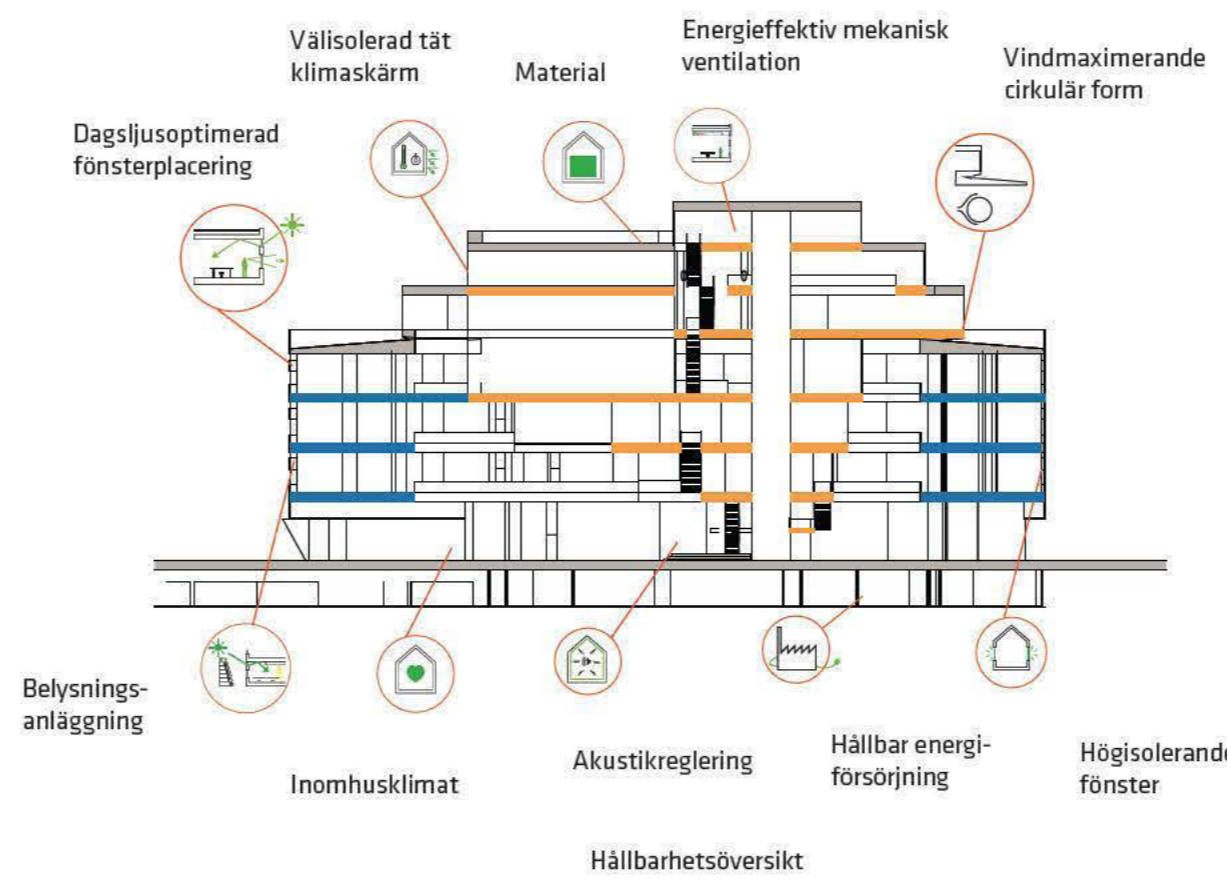 Välisolerad tät
klimaskärm
Material
Energieffektiv mekanisk
ventilation
Vindmaximerande
cirkulär form
Dagsljusoptimerad
fönsterplacering
Belysnings-
anläggning
Inomhusklimat
Akustikreglering
Hållbar energi-
försörjning
Högisolerande
fönster
Hållbarhetsöversikt